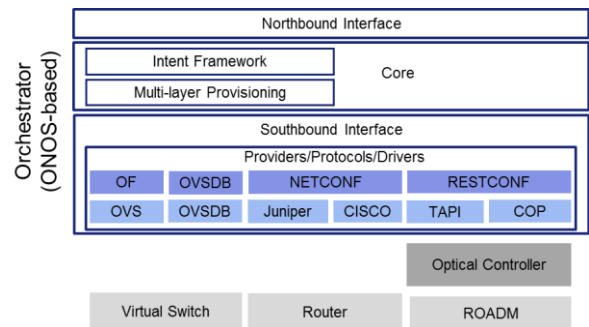 Orchestrator
(ONOS-based)
Northbound Interface
Intent Framework
Core
Multi-layer Provisioning
Southbound Interface
Providers/Protocols/Drivers
OF OVSDB NETCONF RESTCONF
OVS OVSDB Juniper CISCO TAPI COP
Optical Controller
Virtual Switch Router ROADM